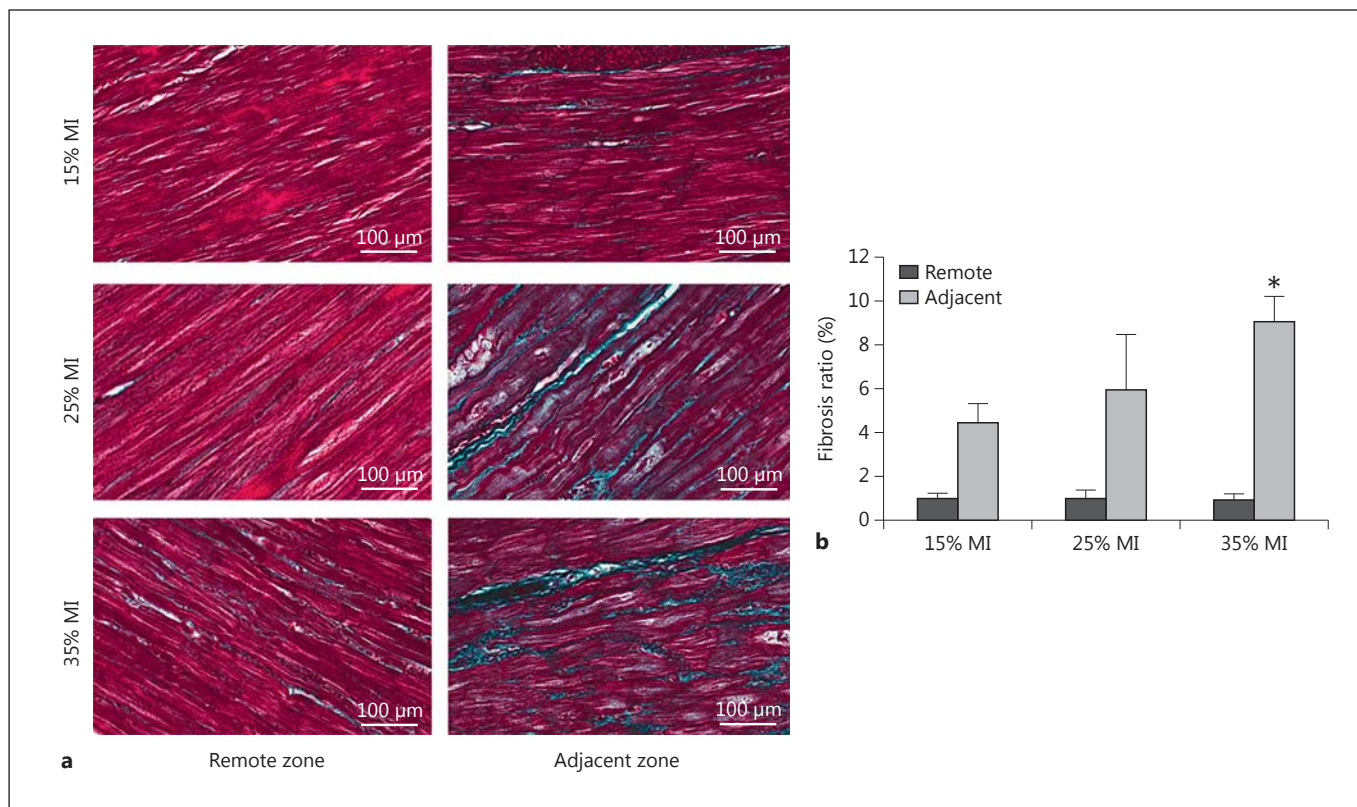 15% MI
100 µm
100 µm
25% MI
100 µm
100 µm
35% MI
100 µm
100 µm
a
Remote zone
Adjacent zone
Fibrosis ratio (%)
12
10
8
6
4
2
0
Remote
Adjacent
*
15% MI
25% MI
35% MI
b